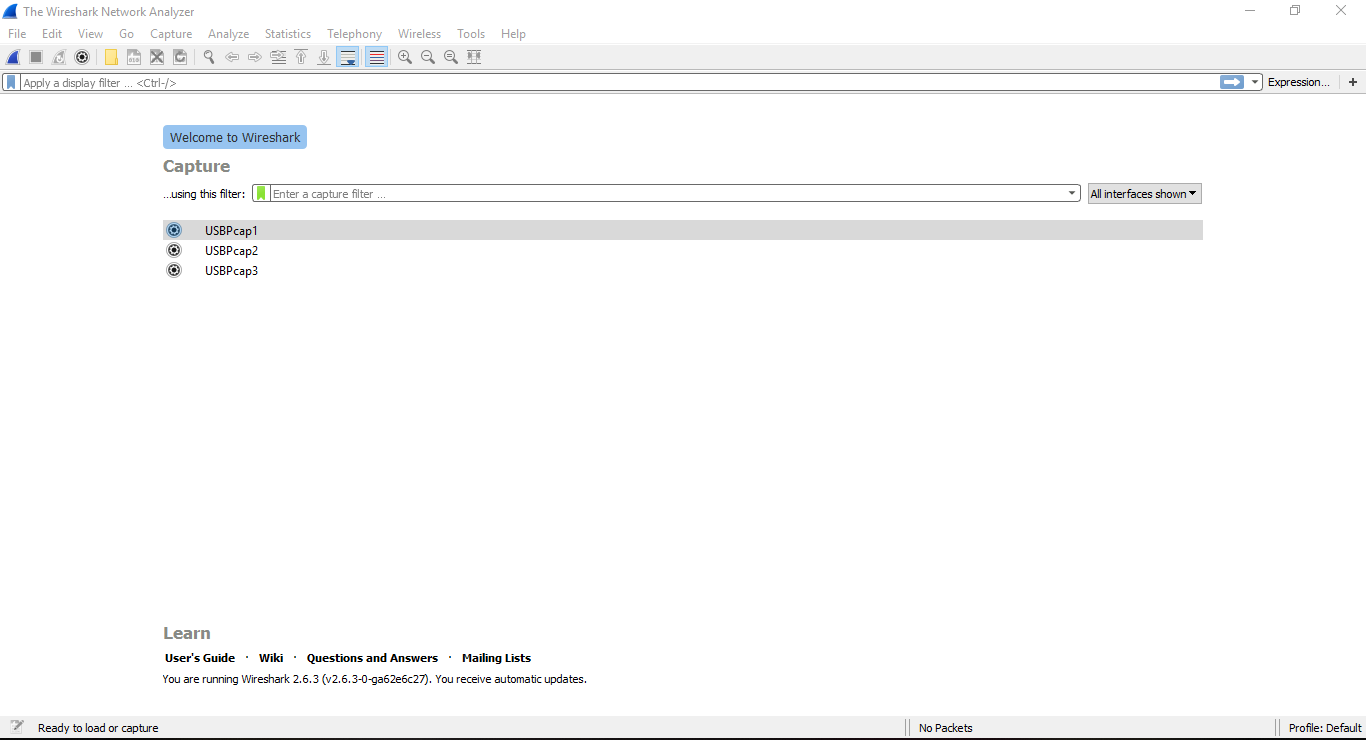 The Wireshark Network Analyzer
File Edit View Go Capture Analyze Statistics Telephony Wireless Tools Help
Apply a display filter ... <Ctrl-/> Expression... +
Welcome to Wireshark
Capture
...using this filter: Enter a capture filter ... All interfaces shown
USBPcap1
USBPcap2
USBPcap3
Learn
User's Guide · Wiki · Questions and Answers · Mailing Lists
You are running Wireshark 2.6.3 (v2.6.3-0-ga62e6c27). You receive automatic updates.
Ready to load or capture No Packets Profile: Default